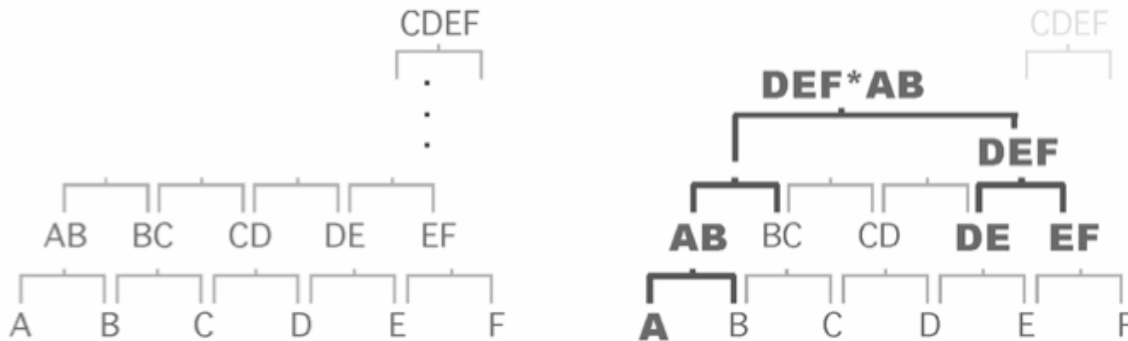 CDEF
AB BC CD DE EF
A B C D E F
CDEF
DEF*AB
DEF
AB BC CD DE EF
A B C D E F